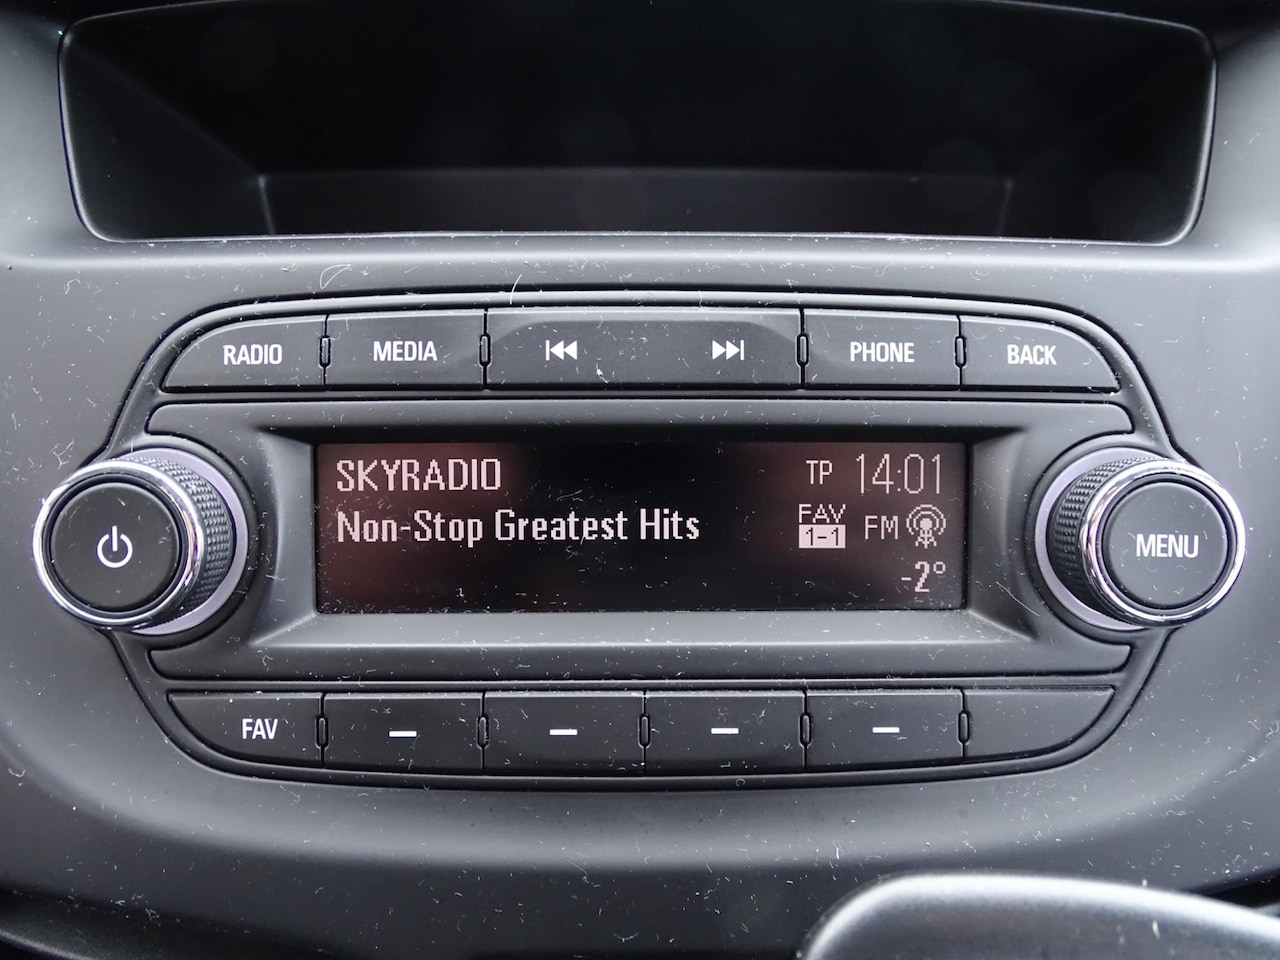 RADIO MEDIA PHONE BACK
SKYRADIO TP 14:01
Non-Stop Greatest Hits FAV 1-1 FM
-2°
MENU
FAV